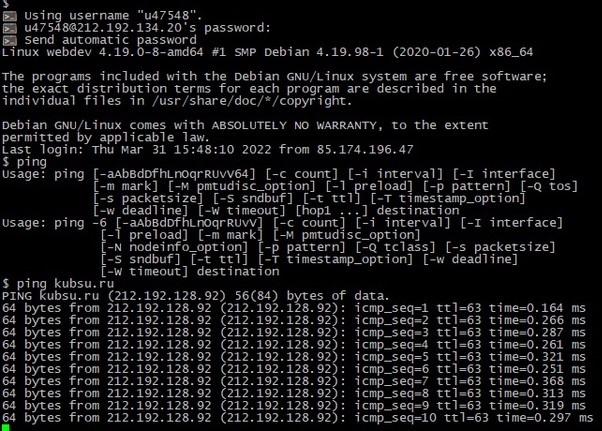 $
Using username "u47548".
u47548@212.192.134.20's password:
Send automatic password
Linux webdev 4.19.0-8-amd64 #1 SMP Debian 4.19.98-1 (2020-01-26) x86_64
The programs included with the Debian GNU/Linux system are free software;
the exact distribution terms for each program are described in the
individual files in /usr/share/doc/*/copyright.
Debian GNU/Linux comes with ABSOLUTELY NO WARRANTY, to the extent
permitted by applicable law.
Last login: Thu Mar 31 15:48:10 2022 from 85.174.196.47
$ ping
Usage: ping [-aAbBdDfhLnOqrRUvV64] [-c count] [-i interval] [-I interface]
[-m mark] [-M pmtudisc_option] [-l preload] [-p pattern] [-Q tos]
[-s packetsize] [-S sndbuf] [-t ttl] [-T timestamp_option]
[-w deadline] [-W timeout] [hop1 ...] destination
Usage: ping -6 [-aAbBdDfhLnOqrRUvV] [-c count] [-i interval] [-I interface]
[-l preload] [-m mark] [-M pmtudisc_option]
[-N nodeinfo_option] [-p pattern] [-Q tclass] [-s packetsize]
[-S sndbuf] [-t ttl] [-T timestamp_option] [-w deadline]
[-W timeout] destination
$ ping kubsu.ru
PING kubsu.ru (212.192.128.92) 56(84) bytes of data.
64 bytes from 212.192.128.92 (212.192.128.92): icmp_seq=1 ttl=63 time=0.164 ms
64 bytes from 212.192.128.92 (212.192.128.92): icmp_seq=2 ttl=63 time=0.266 ms
64 bytes from 212.192.128.92 (212.192.128.92): icmp_seq=3 ttl=63 time=0.287 ms
64 bytes from 212.192.128.92 (212.192.128.92): icmp_seq=4 ttl=63 time=0.261 ms
64 bytes from 212.192.128.92 (212.192.128.92): icmp_seq=5 ttl=63 time=0.321 ms
64 bytes from 212.192.128.92 (212.192.128.92): icmp_seq=6 ttl=63 time=0.251 ms
64 bytes from 212.192.128.92 (212.192.128.92): icmp_seq=7 ttl=63 time=0.368 ms
64 bytes from 212.192.128.92 (212.192.128.92): icmp_seq=8 ttl=63 time=0.313 ms
64 bytes from 212.192.128.92 (212.192.128.92): icmp_seq=9 ttl=63 time=0.319 ms
64 bytes from 212.192.128.92 (212.192.128.92): icmp_seq=10 ttl=63 time=0.297 ms